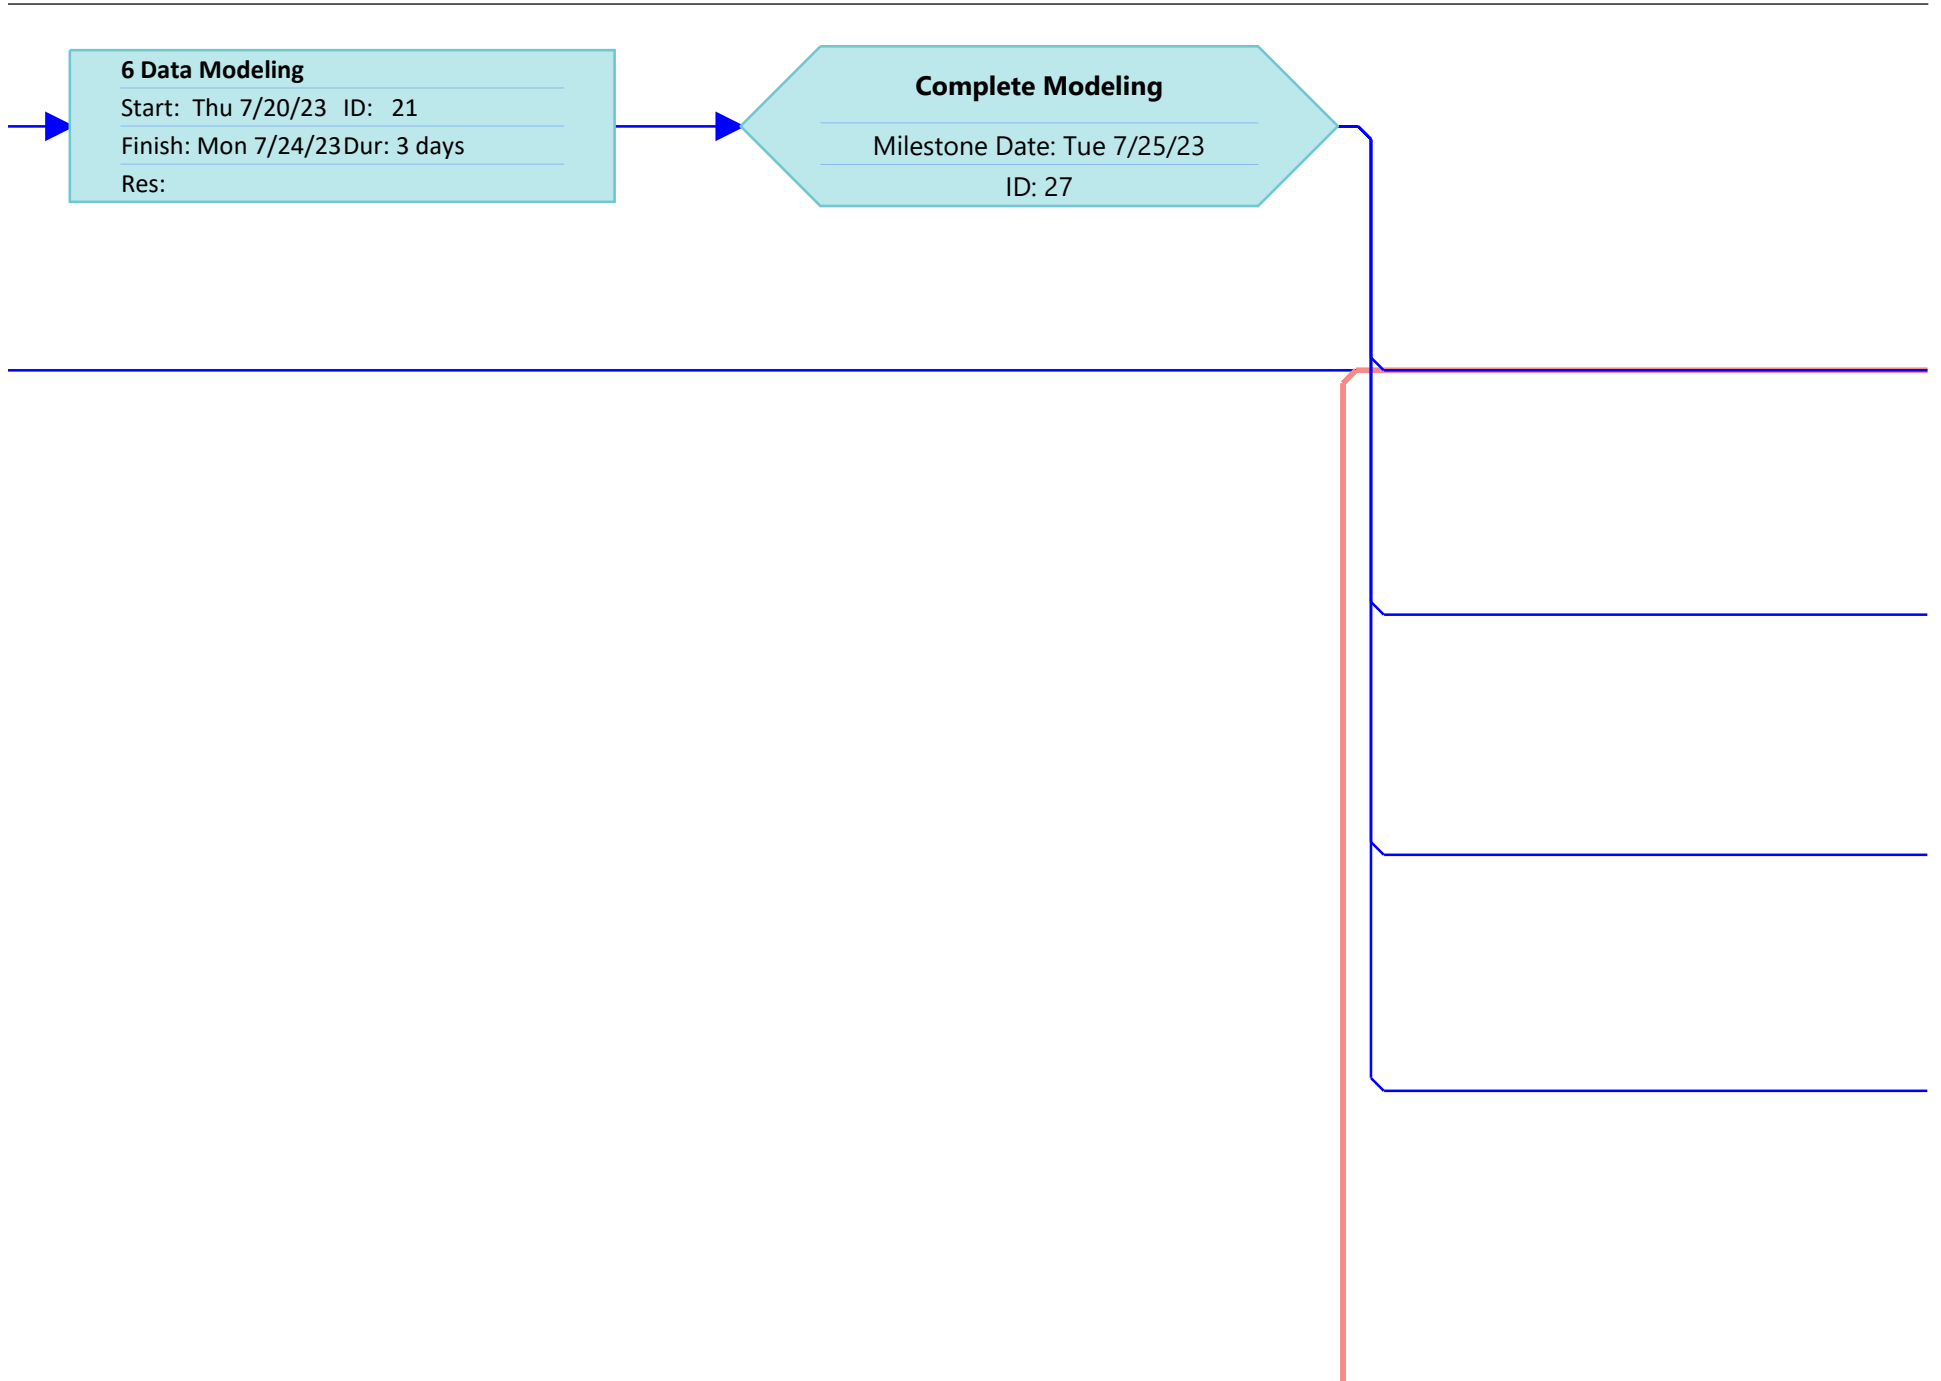 6 Data Modeling
Start: Thu 7/20/23 ID: 21
Finish: Mon 7/24/23 Dur: 3 days
Res:
Complete Modeling
Milestone Date: Tue 7/25/23
ID: 27